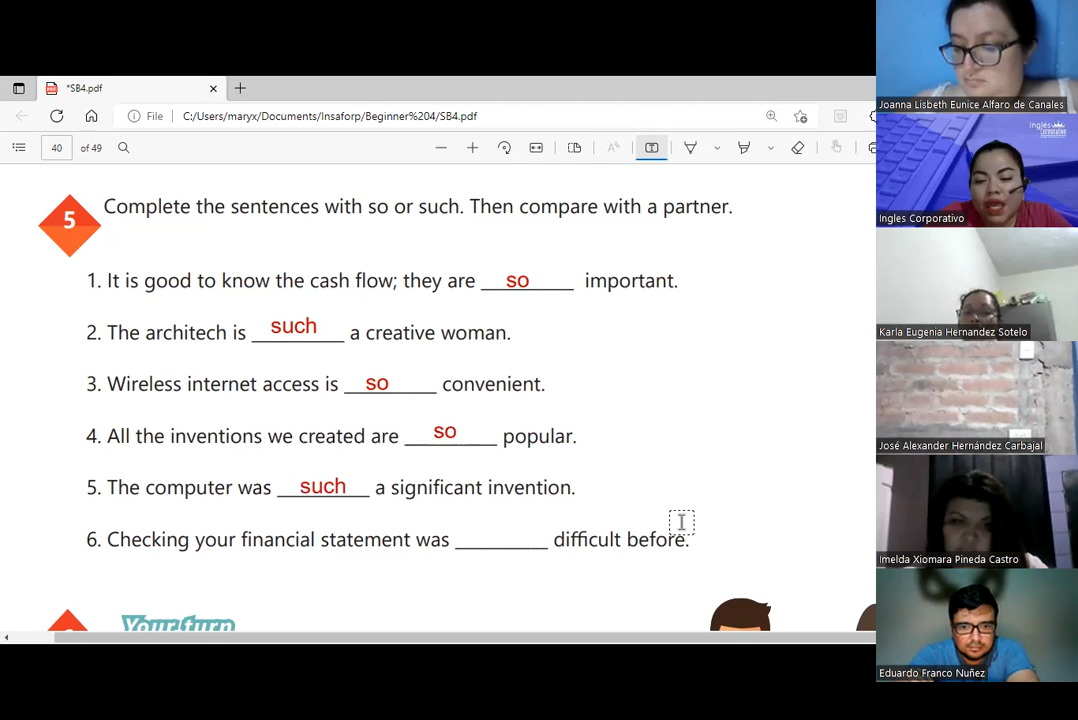 *SB4.pdf
File C:/Users/maryx/Documents/Insaforp/Beginner%204/SB4.pdf
40 of 49
5 Complete the sentences with so or such. Then compare with a partner.
1. It is good to know the cash flow; they are so important.
2. The architech is such a creative woman.
3. Wireless internet access is so convenient.
4. All the inventions we created are so popular.
5. The computer was such a significant invention.
6. Checking your financial statement was __________ difficult before.
Your turn
Joanna Lisbeth Eunice Alfaro de Canales
Inglés Corporativo
Ingles Corporativo
Karla Eugenia Hernandez Sotelo
José Alexander Hernández Carbajal
Imelda Xiomara Pineda Castro
Eduardo Franco Nuñez